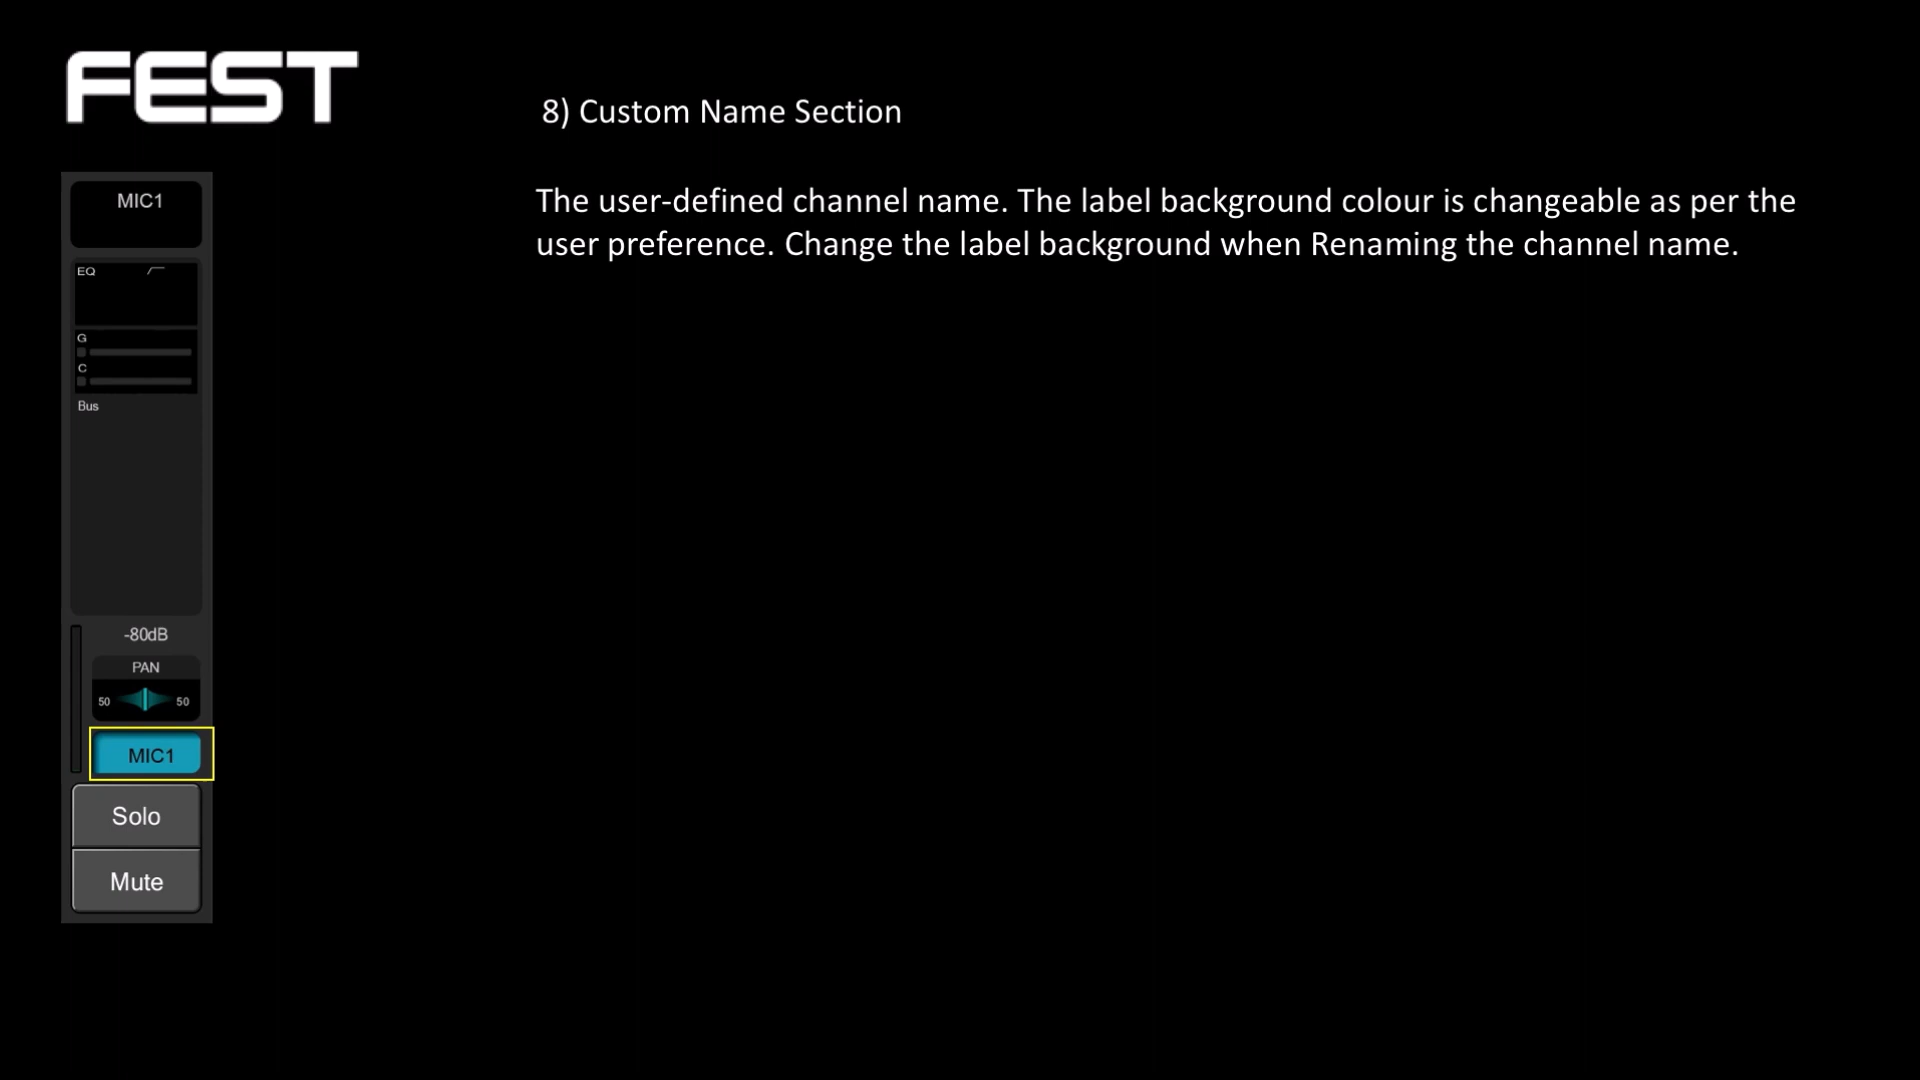 FEST
8) Custom Name Section
The user-defined channel name. The label background colour is changeable as per the
user preference. Change the label background when Renaming the channel name.
MIC1
EQ
G
C
Bus
-80dB
PAN
50 50
MIC1
Solo
Mute